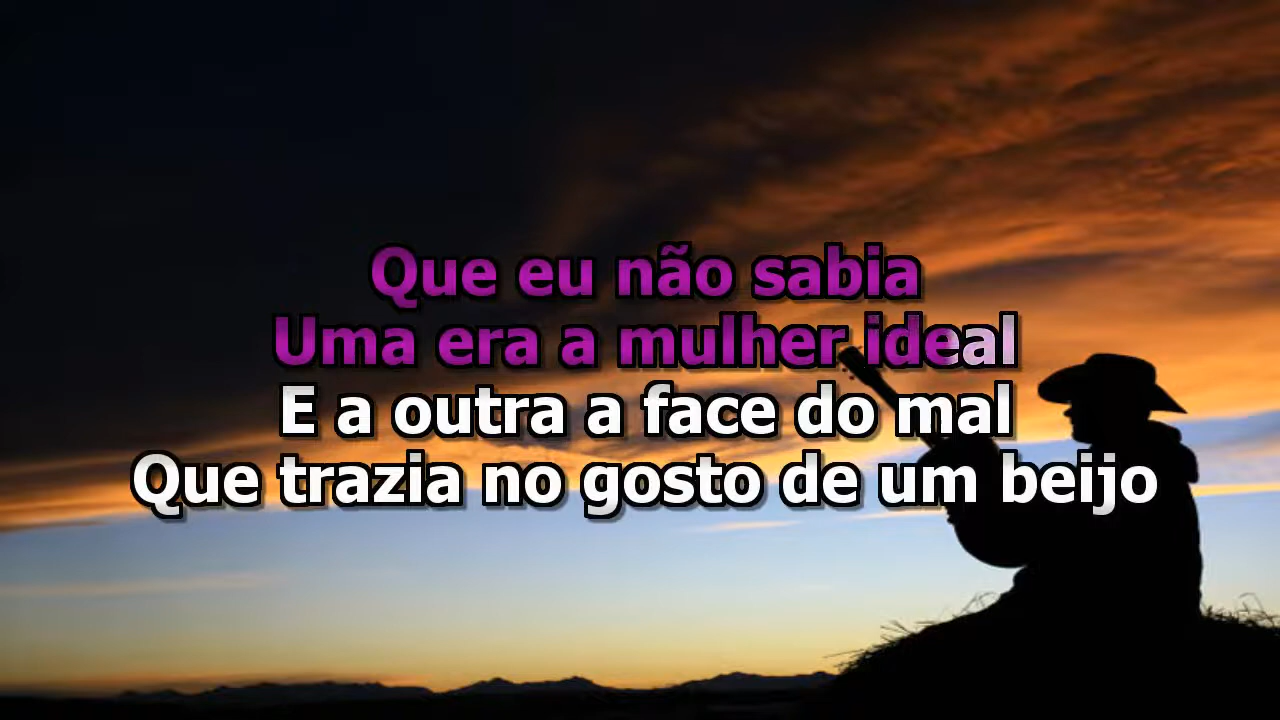 Que eu não sabia
Uma era a mulher ideal
E a outra a face do mal
Que trazia no gosto de um beijo